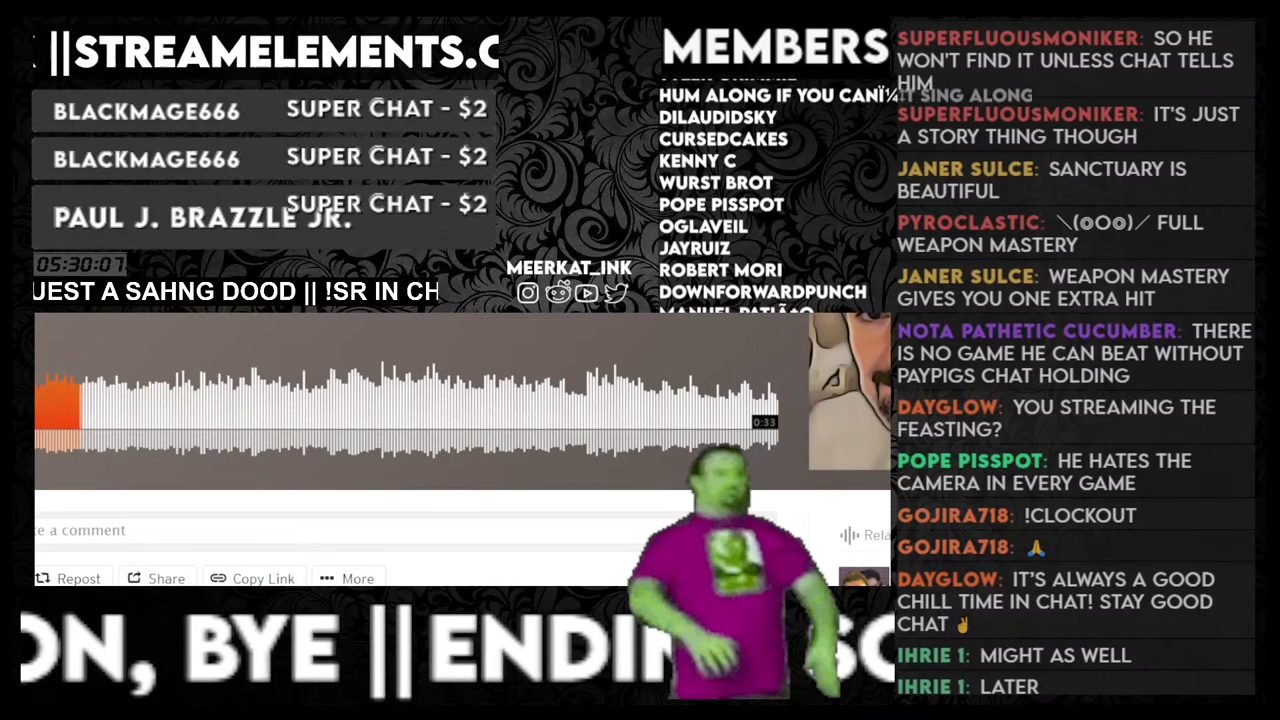 ||STREAMELEMENTS.C
BLACKMAGE666 SUPER CHAT - $2
BLACKMAGE666 SUPER CHAT - $2
PAUL J. BRAZZLE JR. SUPER CHAT - $2
05:30:07
UEST A SAHNG DOOD || !SR IN CH
MEERKAT_INK
MEMBERS
HUM ALONG IF YOU CANÏ¼
DILAUDIDSKY
CURSEDCAKES
KENNY C
WURST BROT
POPE PISSPOT
OGLAVEIL
JAYRUIZ
ROBERT MORI
DOWNFORWARDPUNCH
0:33
e a comment
Repost Share Copy Link More
Rela
ON, BYE || ENDIN SO
SUPERFLUOUSMONIKER: SO HE
WON'T FIND IT UNLESS CHAT TELLS
HIM
IT SING ALONG
SUPERFLUOUSMONIKER: IT'S JUST
A STORY THING THOUGH
JANER SULCE: SANCTUARY IS
BEAUTIFUL
PYROCLASTIC: ＼(◎O◎)／ FULL
WEAPON MASTERY
JANER SULCE: WEAPON MASTERY
GIVES YOU ONE EXTRA HIT
NOTA PATHETIC CUCUMBER: THERE
IS NO GAME HE CAN BEAT WITHOUT
PAYPIGS CHAT HOLDING
DAYGLOW: YOU STREAMING THE
FEASTING?
POPE PISSPOT: HE HATES THE
CAMERA IN EVERY GAME
GOJIRA718: !CLOCKOUT
GOJIRA718: 🙏
DAYGLOW: IT'S ALWAYS A GOOD
CHILL TIME IN CHAT! STAY GOOD
CHAT ✌
IHRIE 1: MIGHT AS WELL
IHRIE 1: LATER